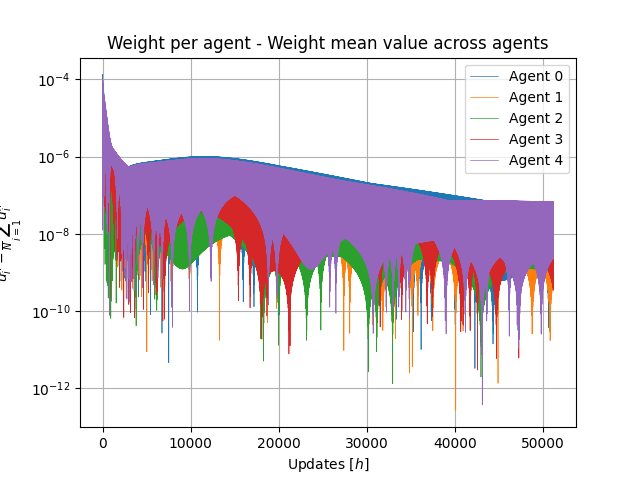 Weight per agent - Weight mean value across agents
Agent 0
Agent 1
Agent 2
Agent 3
Agent 4
10⁻⁴
10⁻⁶
10⁻⁸
10⁻¹⁰
10⁻¹²
0 10000 20000 30000 40000 50000
Updates [h]